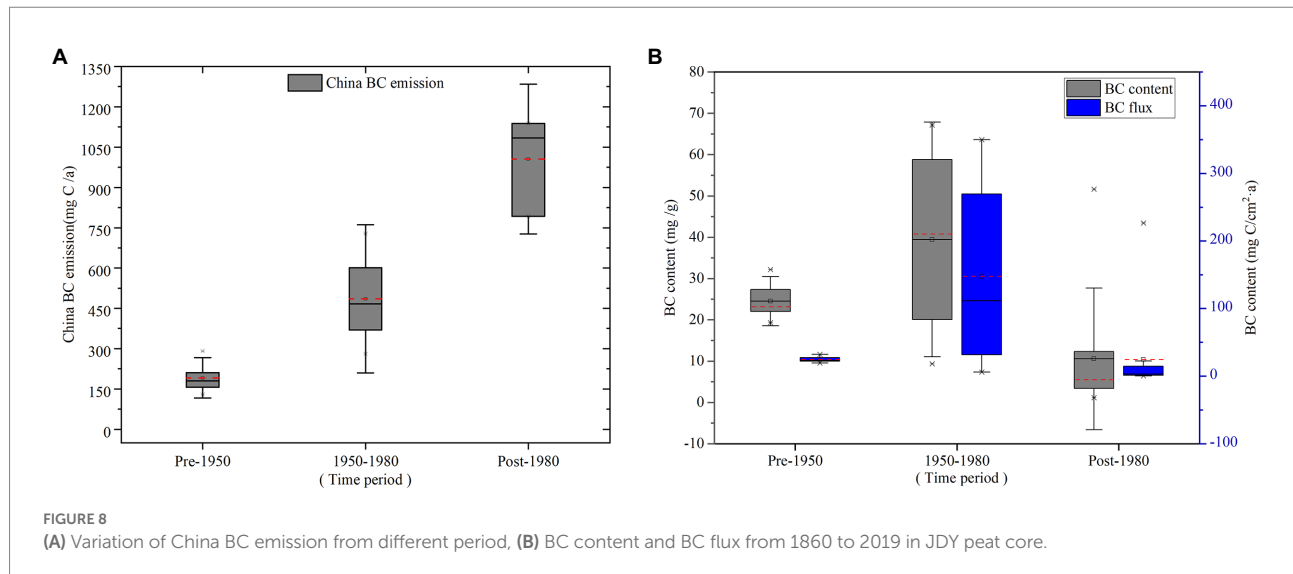 A
China BC emission
China BC emission(mg C /a)
1350
1200
1050
900
750
600
450
300
150
0
Pre-1950
1950-1980
Post-1980
( Time period )
B
BC content
BC flux
BC content (mg /g)
80
70
60
50
40
30
20
10
0
-10
400
300
200
100
0
-100
BC content (mg C/cm²·a)
Pre-1950
1950-1980
Post-1980
( Time period )
FIGURE 8
(A) Variation of China BC emission from different period, (B) BC content and BC flux from 1860 to 2019 in JDY peat core.